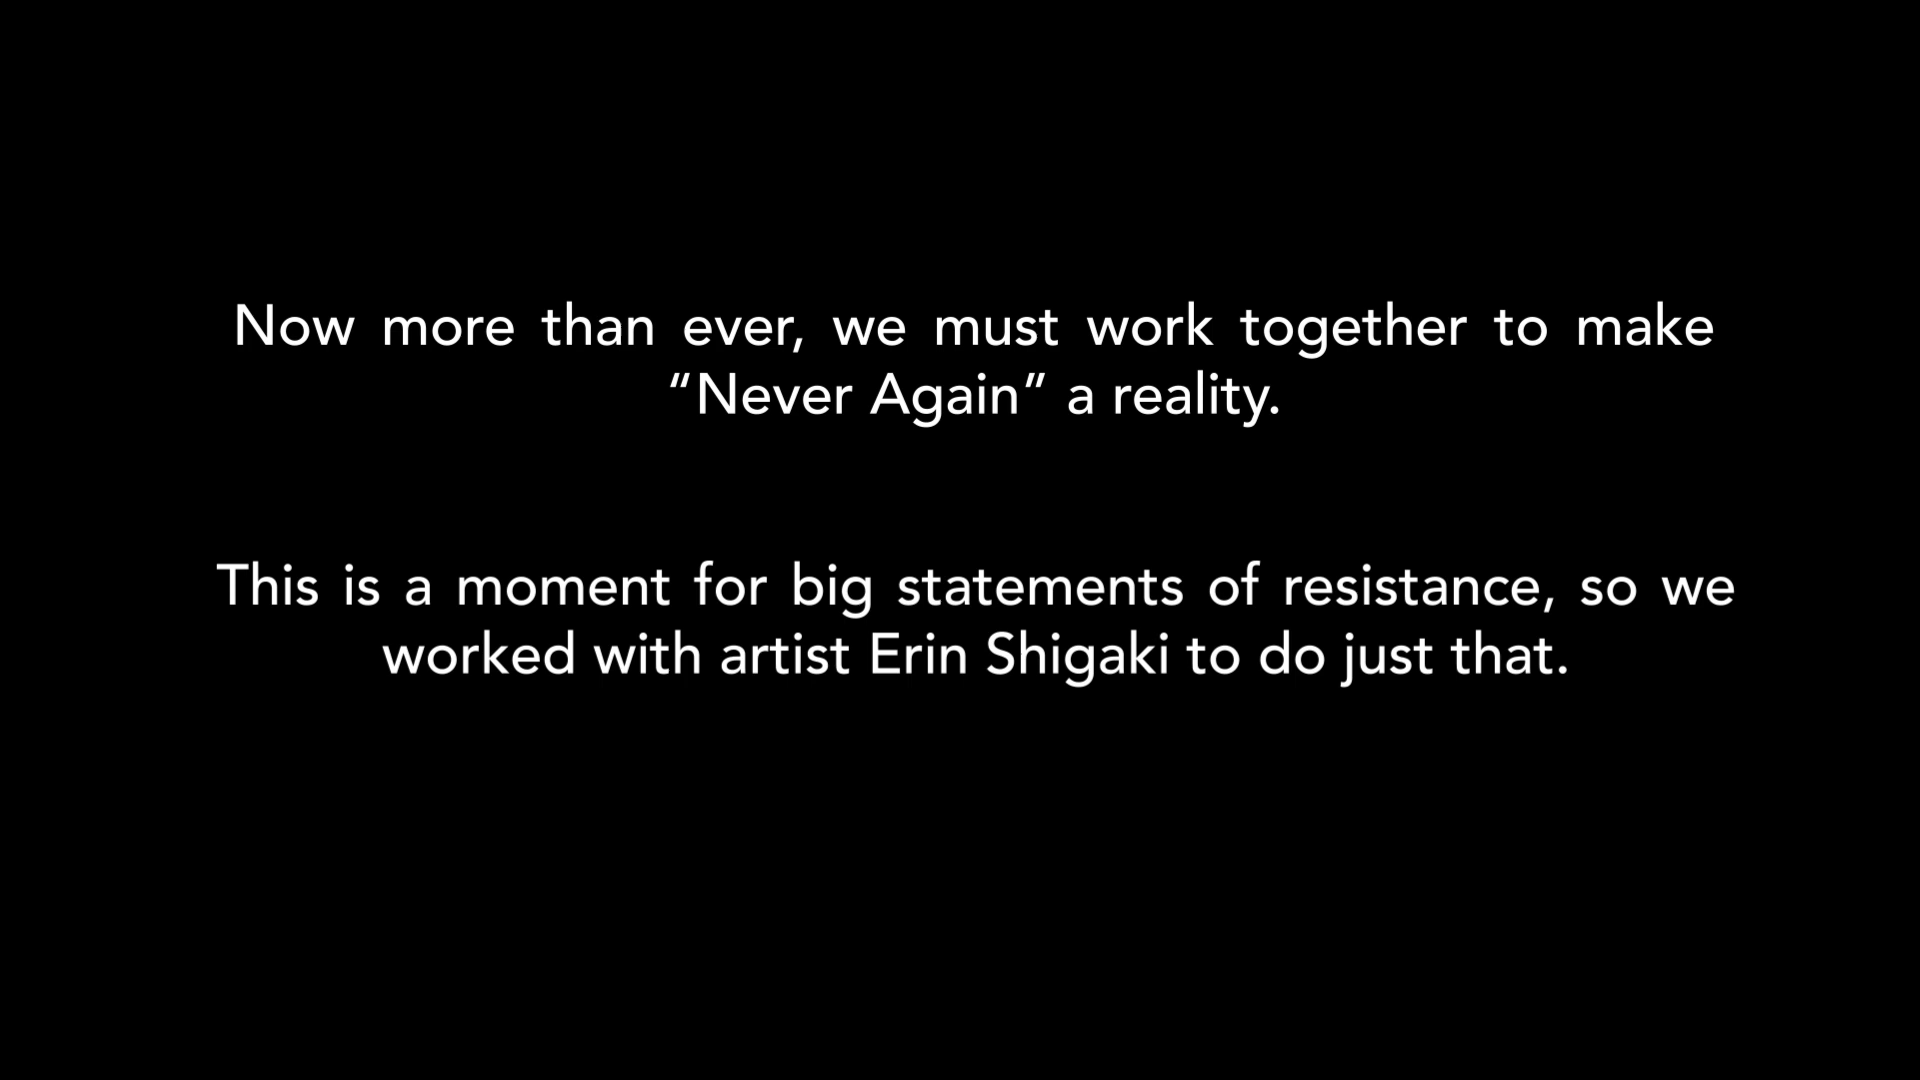 Now more than ever, we must work together to make
“Never Again” a reality.
This is a moment for big statements of resistance, so we
worked with artist Erin Shigaki to do just that.